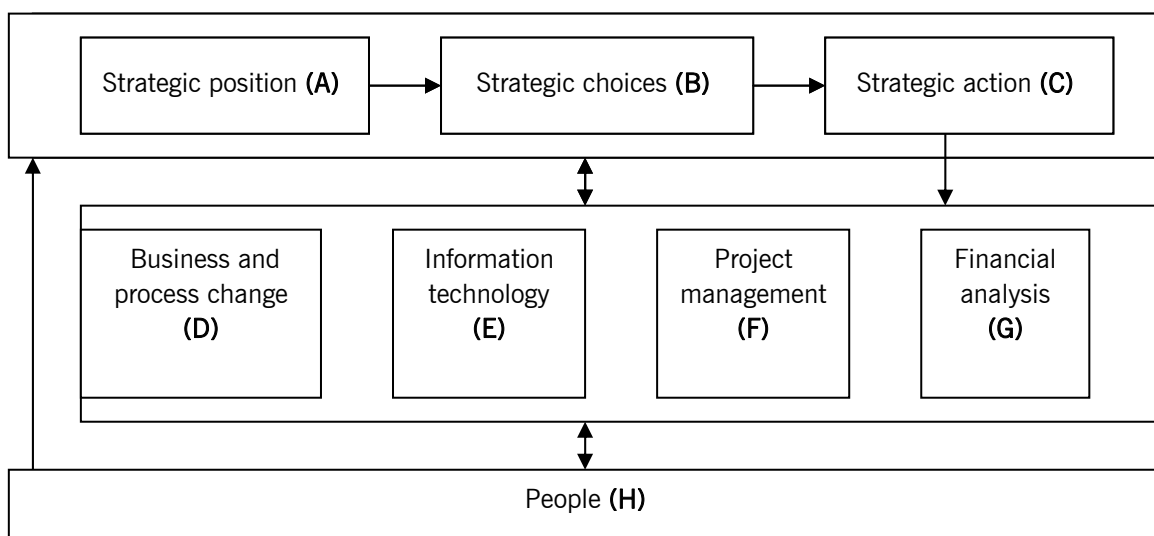 Strategic position (A)
Strategic choices (B)
Strategic action (C)
Business and
process change
(D)
Information
technology
(E)
Project
management
(F)
Financial
analysis
(G)
People (H)